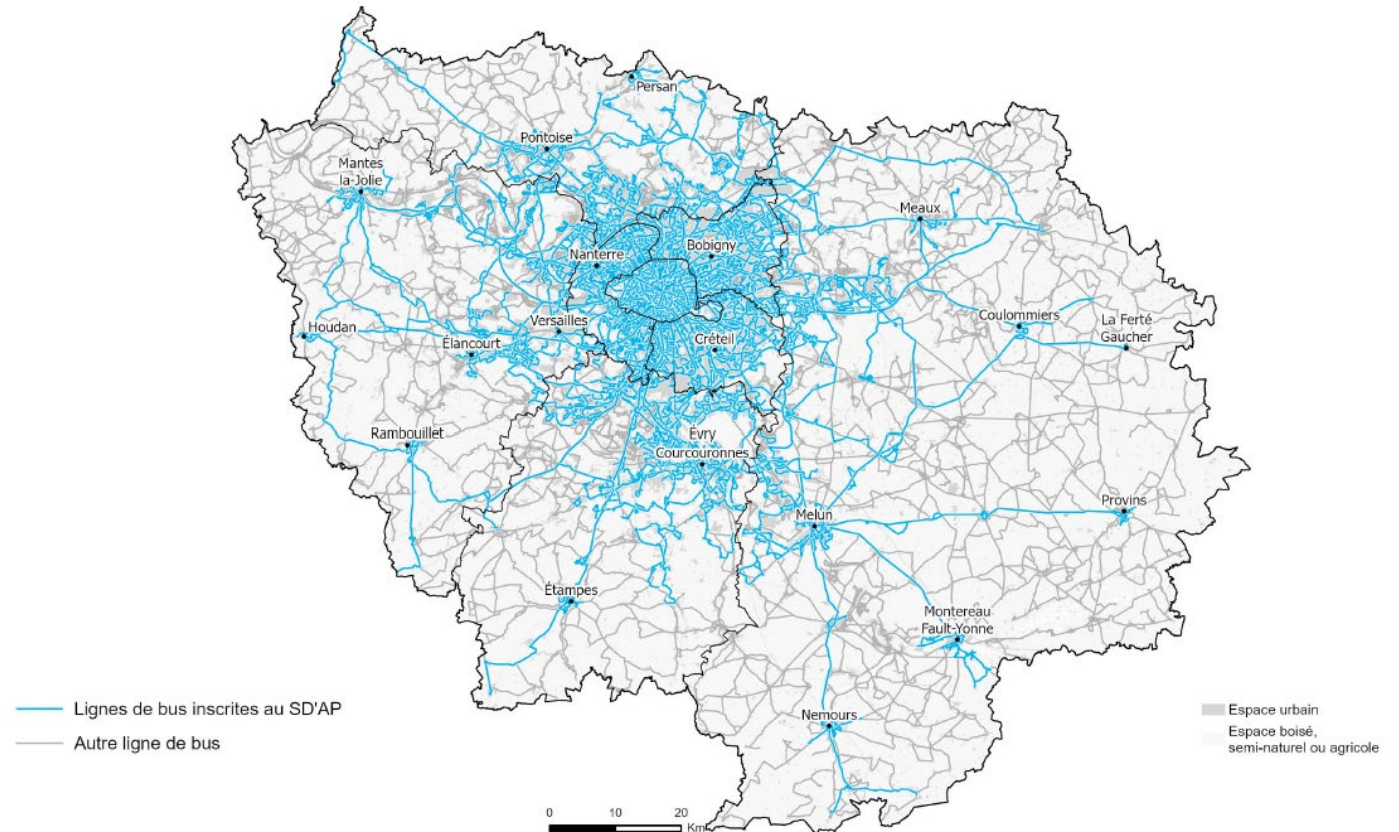 Persan
Pontoise
Mantes
la-Jolie
Meaux
Nanterre
Bobigny
Houdan
Versailles
Élancourt
Créteil
Coulommiers
La Ferté
Gaucher
Rambouillet
Évry
Courcouronnes
Melun
Provins
Étampes
Montereau
Fault-Yonne
Nemours
Lignes de bus inscrites au SD'AP
Autre ligne de bus
Espace urbain
Espace boisé,
semi-naturel ou agricole
0 10 20
Km